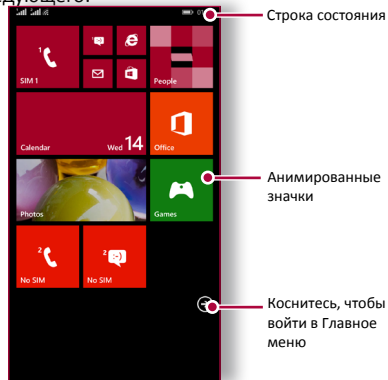 дующего.
Строка состояния
SIM 1
People
Calendar
Wed 14
Office
Анимированные
значки
Photos
Games
No SIM
No SIM
Коснитесь, чтобы
войти в Главное
меню